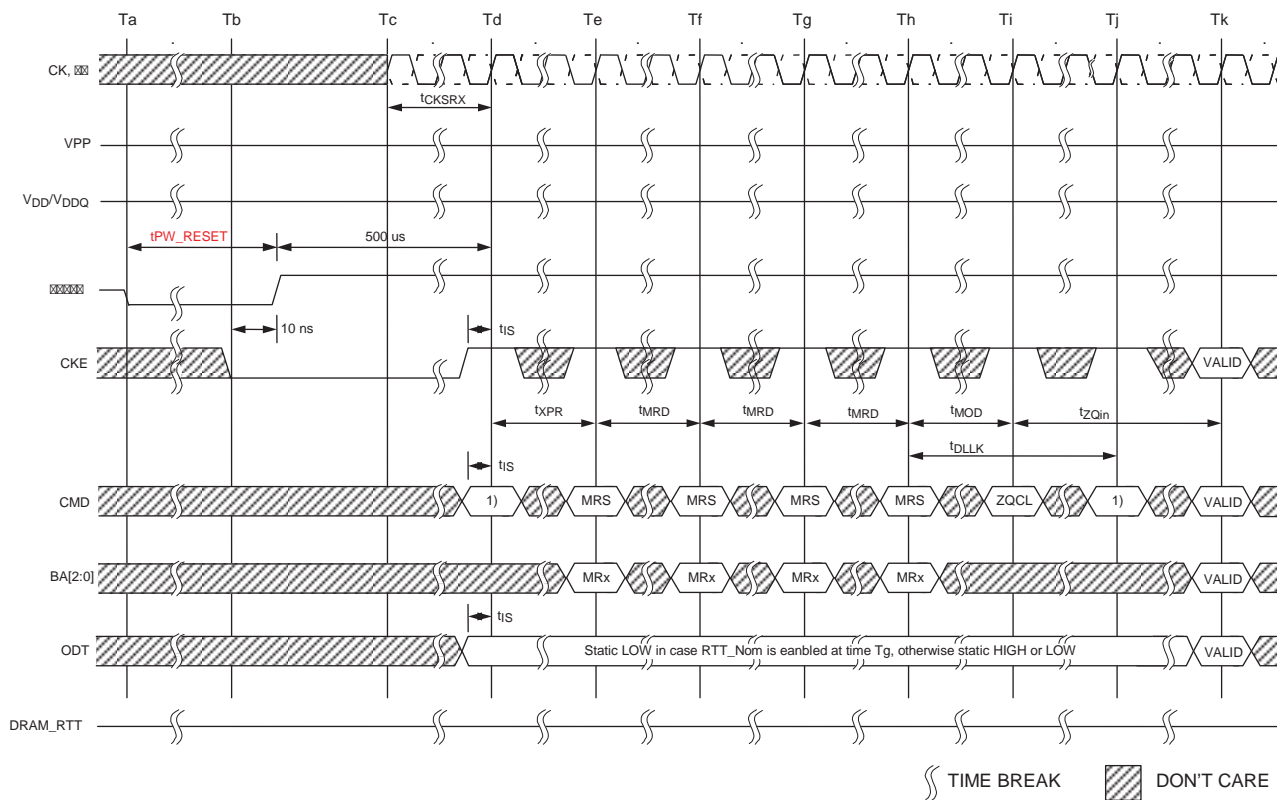 Ta Tb Tc Td Te Tf Tg Th Ti Tj Tk
CK,
tCKSRX
VPP
VDD/VDDQ
tPW_RESET 500 us
10 ns tIS
CKE VALID
tXPR tMRD tMRD tMRD tMOD tZQin
tDLLK
tIS
CMD 1) MRS MRS MRS MRS ZQCL 1) VALID
BA[2:0] MRx MRx MRx MRx VALID
tIS
ODT Static LOW in case RTT_Nom is eanbled at time Tg, otherwise static HIGH or LOW VALID
DRAM_RTT
TIME BREAK DON'T CARE